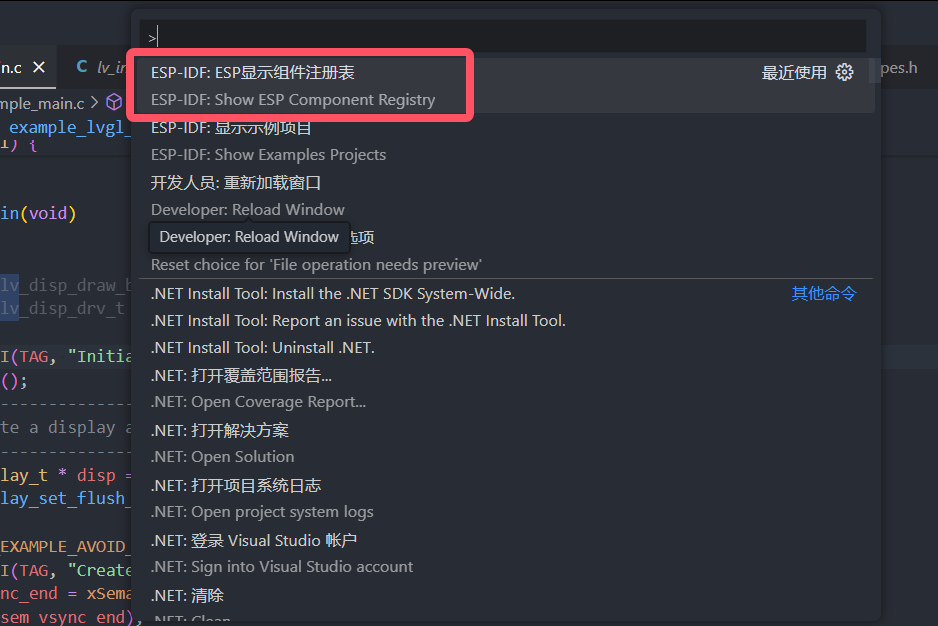 >
n.c
C lv_in
pes.h
ESP-IDF: ESP显示组件注册表
最近使用
mple_main.c >
ESP-IDF: Show ESP Component Registry
example_lvgl_
ESP-IDF: 显示示例项目
) {
ESP-IDF: Show Examples Projects
开发人员: 重新加载窗口
in(void)
Developer: Reload Window
Developer: Reload Window
选项
Reset choice for 'File operation needs preview'
lv_disp_draw_b
.NET Install Tool: Install the .NET SDK System-Wide.
其他命令
lv_disp_drv_t
.NET Install Tool: Report an issue with the .NET Install Tool.
I(TAG, "Initia
.NET Install Tool: Uninstall .NET.
();
.NET: 打开覆盖范围报告...
-------------
.NET: Open Coverage Report...
te a display a
.NET: 打开解决方案
-------------
.NET: Open Solution
lay_t * disp =
.NET: 打开项目系统日志
lay_set_flush_
.NET: Open project system logs
EXAMPLE_AVOID_
.NET: 登录 Visual Studio 帐户
I(TAG, "Create
.NET: Sign into Visual Studio account
nc_end = xSema
.NET: 清除
sem_vsync_end);
.NET: Clean